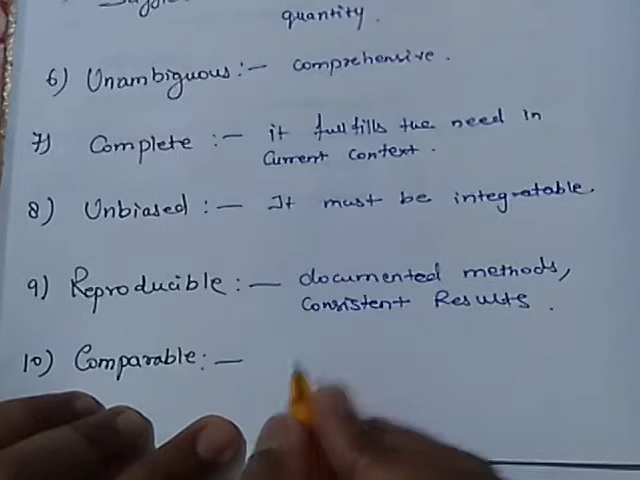 quantity.
6) Unambiguous :- comprehensive.
7) Complete :- it fullfills the need in
current context.
8) Unbiased :- It must be integratable.
9) Reproducible :- documented methods,
Consistent Results.
10) Comparable :-